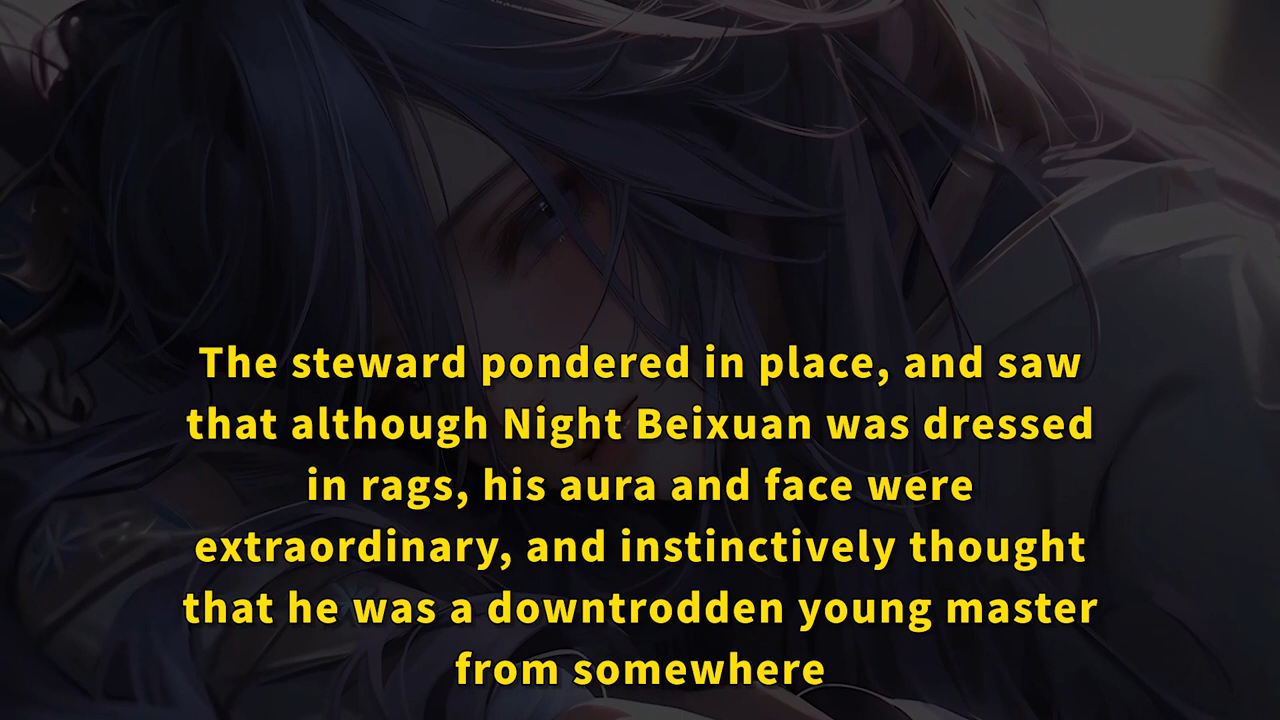 The steward pondered in place, and saw
that although Night Beixuan was dressed
in rags, his aura and face were
extraordinary, and instinctively thought
that he was a downtrodden young master
from somewhere